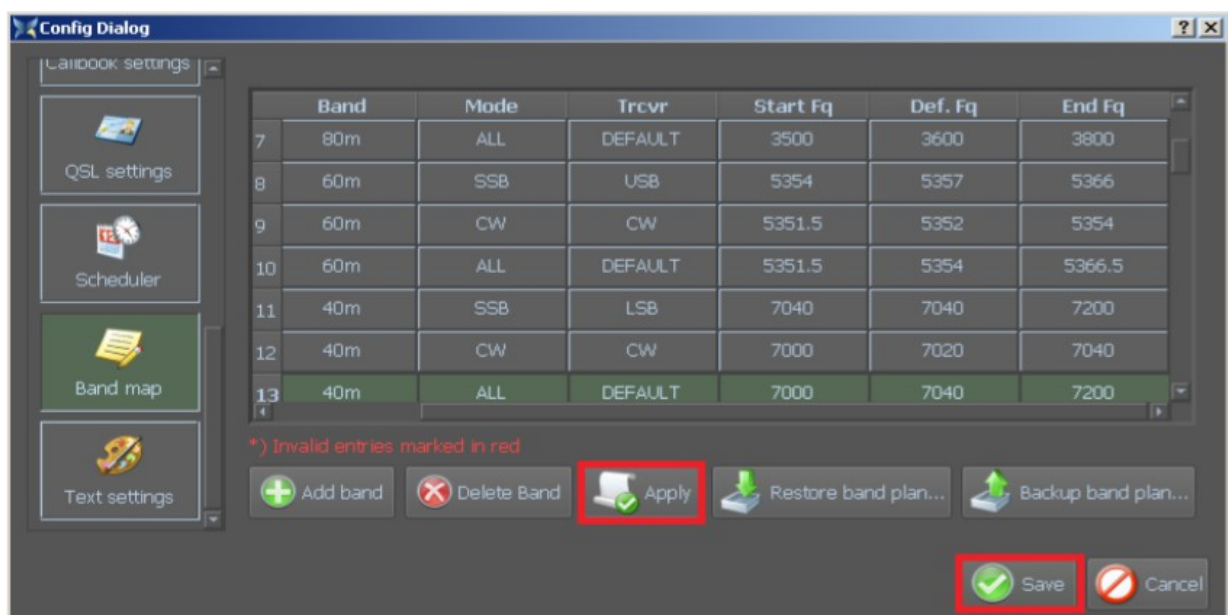 Config Dialog
Callbook settings
QSL settings
Scheduler
Band map
Text settings
Band Mode Trcvr Start Fq Def. Fq End Fq
7 80m ALL DEFAULT 3500 3600 3800
8 60m SSB USB 5354 5357 5366
9 60m CW CW 5351.5 5352 5354
10 60m ALL DEFAULT 5351.5 5354 5366.5
11 40m SSB LSB 7040 7040 7200
12 40m CW CW 7000 7020 7040
13 40m ALL DEFAULT 7000 7040 7200
*) Invalid entries marked in red
Add band Delete Band Apply Restore band plan... Backup band plan...
Save Cancel